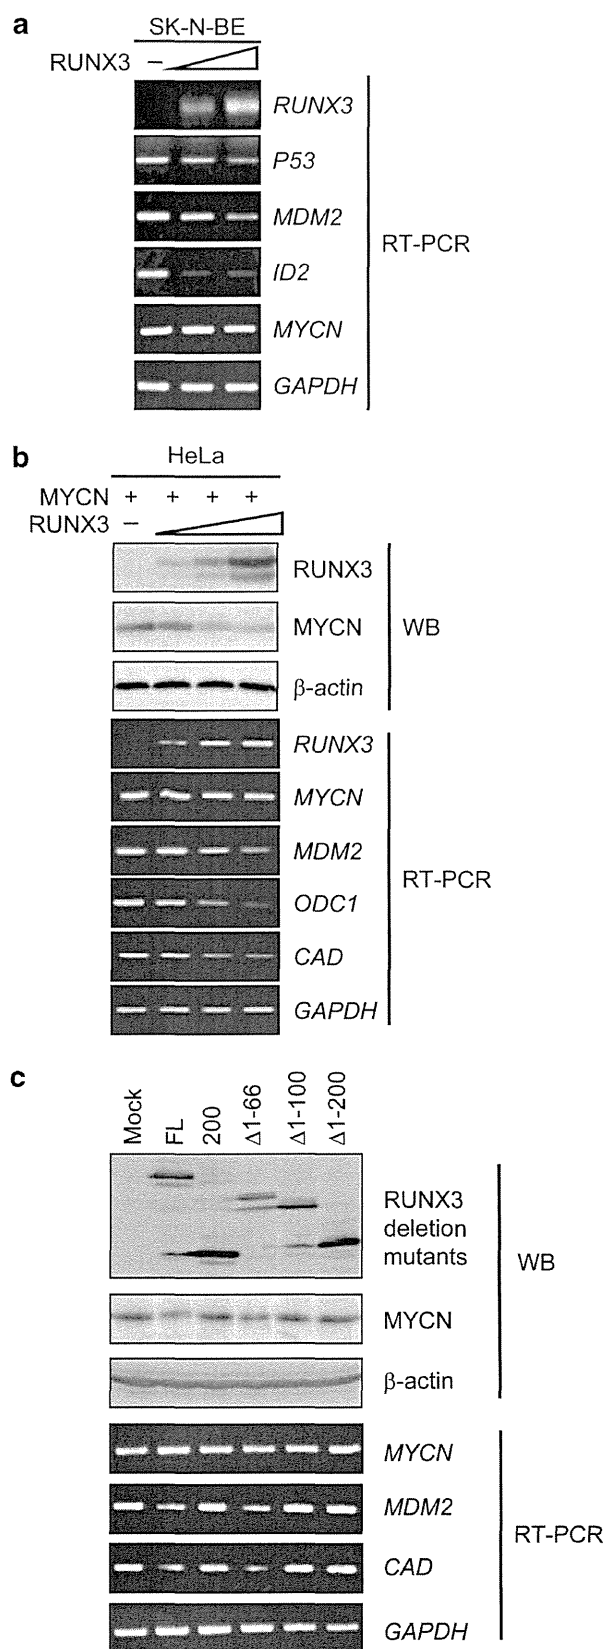 a
SK-N-BE
RUNX3 –
RUNX3
P53
MDM2
ID2
MYCN
GAPDH
RT-PCR
b
HeLa
MYCN + + + +
RUNX3 –
RUNX3
MYCN
β-actin
WB
RUNX3
MYCN
MDM2
ODC1
CAD
GAPDH
RT-PCR
c
Mock FL 200 Δ1-66 Δ1-100 Δ1-200
RUNX3
deletion
mutants
MYCN
β-actin
WB
MYCN
MDM2
CAD
GAPDH
RT-PCR